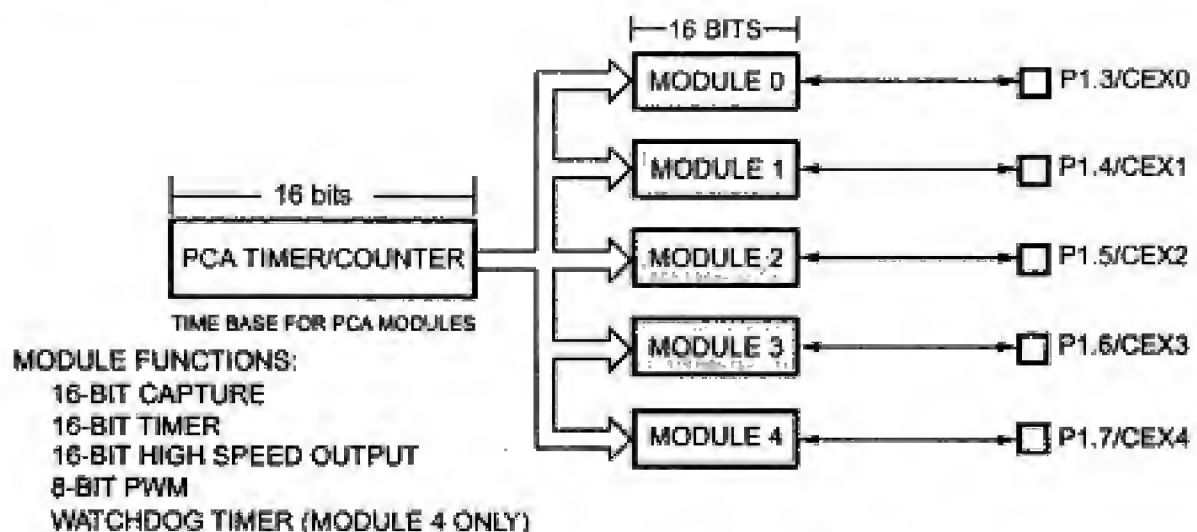 16 BITS
MODULE 0
P1.3/CEX0
MODULE 1
P1.4/CEX1
16 bits
PCA TIMER/COUNTER
MODULE 2
P1.5/CEX2
TIME BASE FOR PCA MODULES
MODULE 3
P1.6/CEX3
MODULE FUNCTIONS:
16-BIT CAPTURE
16-BIT TIMER
16-BIT HIGH SPEED OUTPUT
8-BIT PWM
WATCHDOG TIMER (MODULE 4 ONLY)
MODULE 4
P1.7/CEX4